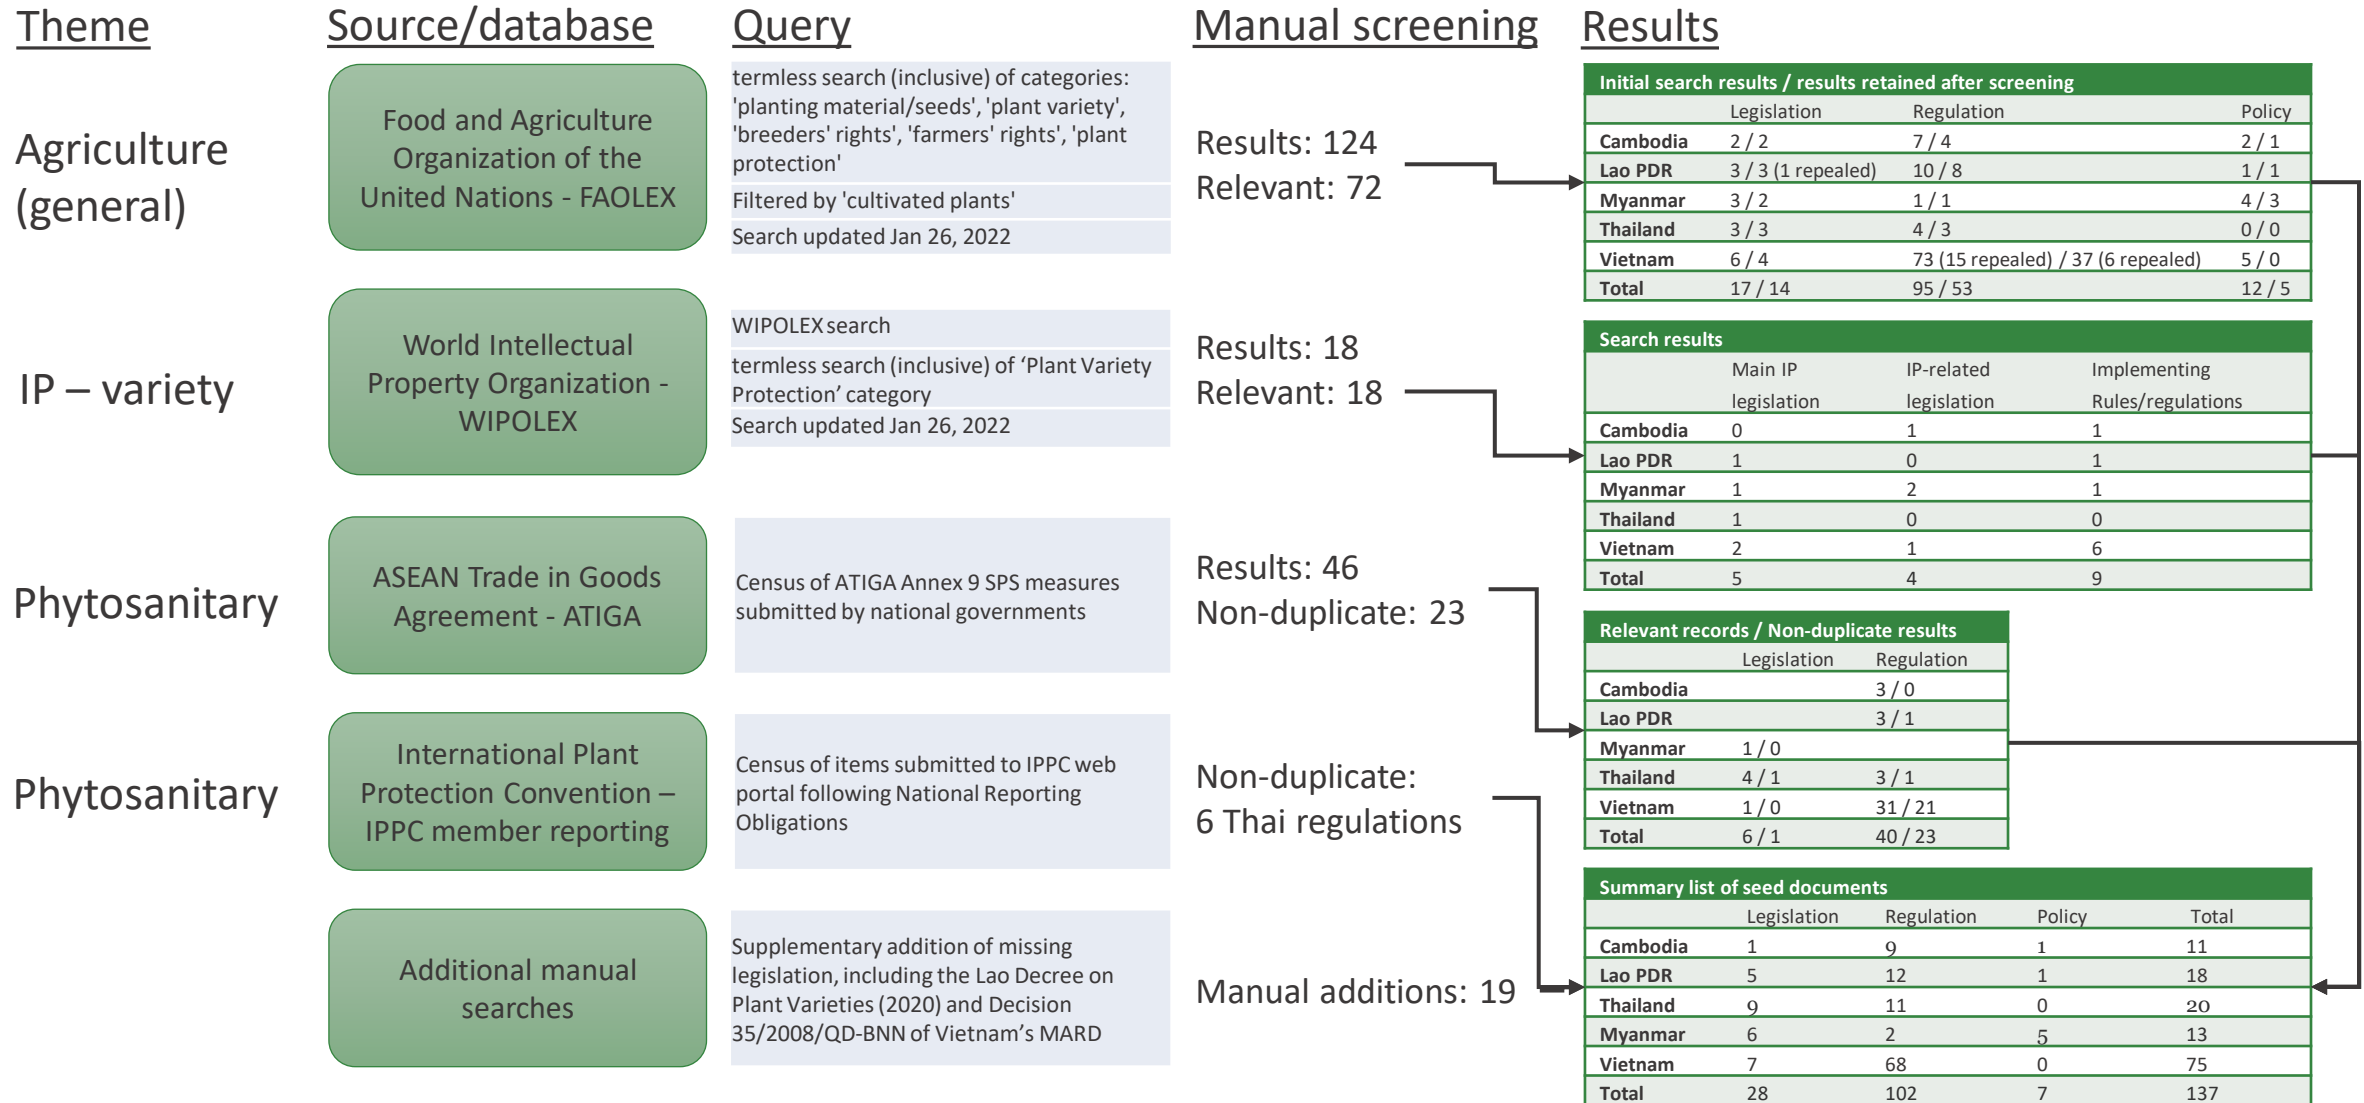 Theme
Source/database
Query
Manual screening
Results
Agriculture
(general)
Food and Agriculture
Organization of the
United Nations - FAOLEX
termless search (inclusive) of categories:
'planting material/seeds', 'plant variety',
'breeders' rights', 'farmers' rights', 'plant
protection'
Filtered by 'cultivated plants'
Search updated Jan 26, 2022
Results: 124
Relevant: 72
Initial search results / results retained after screening
Legislation Regulation Policy
Cambodia 2 / 2 7 / 4 2 / 1
Lao PDR 3 / 3 (1 repealed) 10 / 8 1 / 1
Myanmar 3 / 2 1 / 1 4 / 3
Thailand 3 / 3 4 / 3 0 / 0
Vietnam 6 / 4 73 (15 repealed) / 37 (6 repealed) 5 / 0
Total 17 / 14 95 / 53 12 / 5
IP – variety
World Intellectual
Property Organization -
WIPOLEX
WIPOLEX search
termless search (inclusive) of ‘Plant Variety
Protection’ category
Search updated Jan 26, 2022
Results: 18
Relevant: 18
Search results
Main IP IP-related Implementing
legislation legislation Rules/regulations
Cambodia 0 1 1
Lao PDR 1 0 1
Myanmar 1 2 1
Thailand 1 0 0
Vietnam 2 1 6
Total 5 4 9
Phytosanitary
ASEAN Trade in Goods
Agreement - ATIGA
Census of ATIGA Annex 9 SPS measures
submitted by national governments
Results: 46
Non-duplicate: 23
Relevant records / Non-duplicate results
Legislation Regulation
Cambodia 3 / 0
Lao PDR 3 / 1
Myanmar 1 / 0
Thailand 4 / 1 3 / 1
Vietnam 1 / 0 31 / 21
Total 6 / 1 40 / 23
Phytosanitary
International Plant
Protection Convention –
IPPC member reporting
Census of items submitted to IPPC web
portal following National Reporting
Obligations
Non-duplicate:
6 Thai regulations
Additional manual
searches
Supplementary addition of missing
legislation, including the Lao Decree on
Plant Varieties (2020) and Decision
35/2008/QD-BNN of Vietnam’s MARD
Manual additions: 19
Summary list of seed documents
Legislation Regulation Policy Total
Cambodia 1 9 1 11
Lao PDR 5 12 1 18
Thailand 9 11 0 20
Myanmar 6 2 5 13
Vietnam 7 68 0 75
Total 28 102 7 137